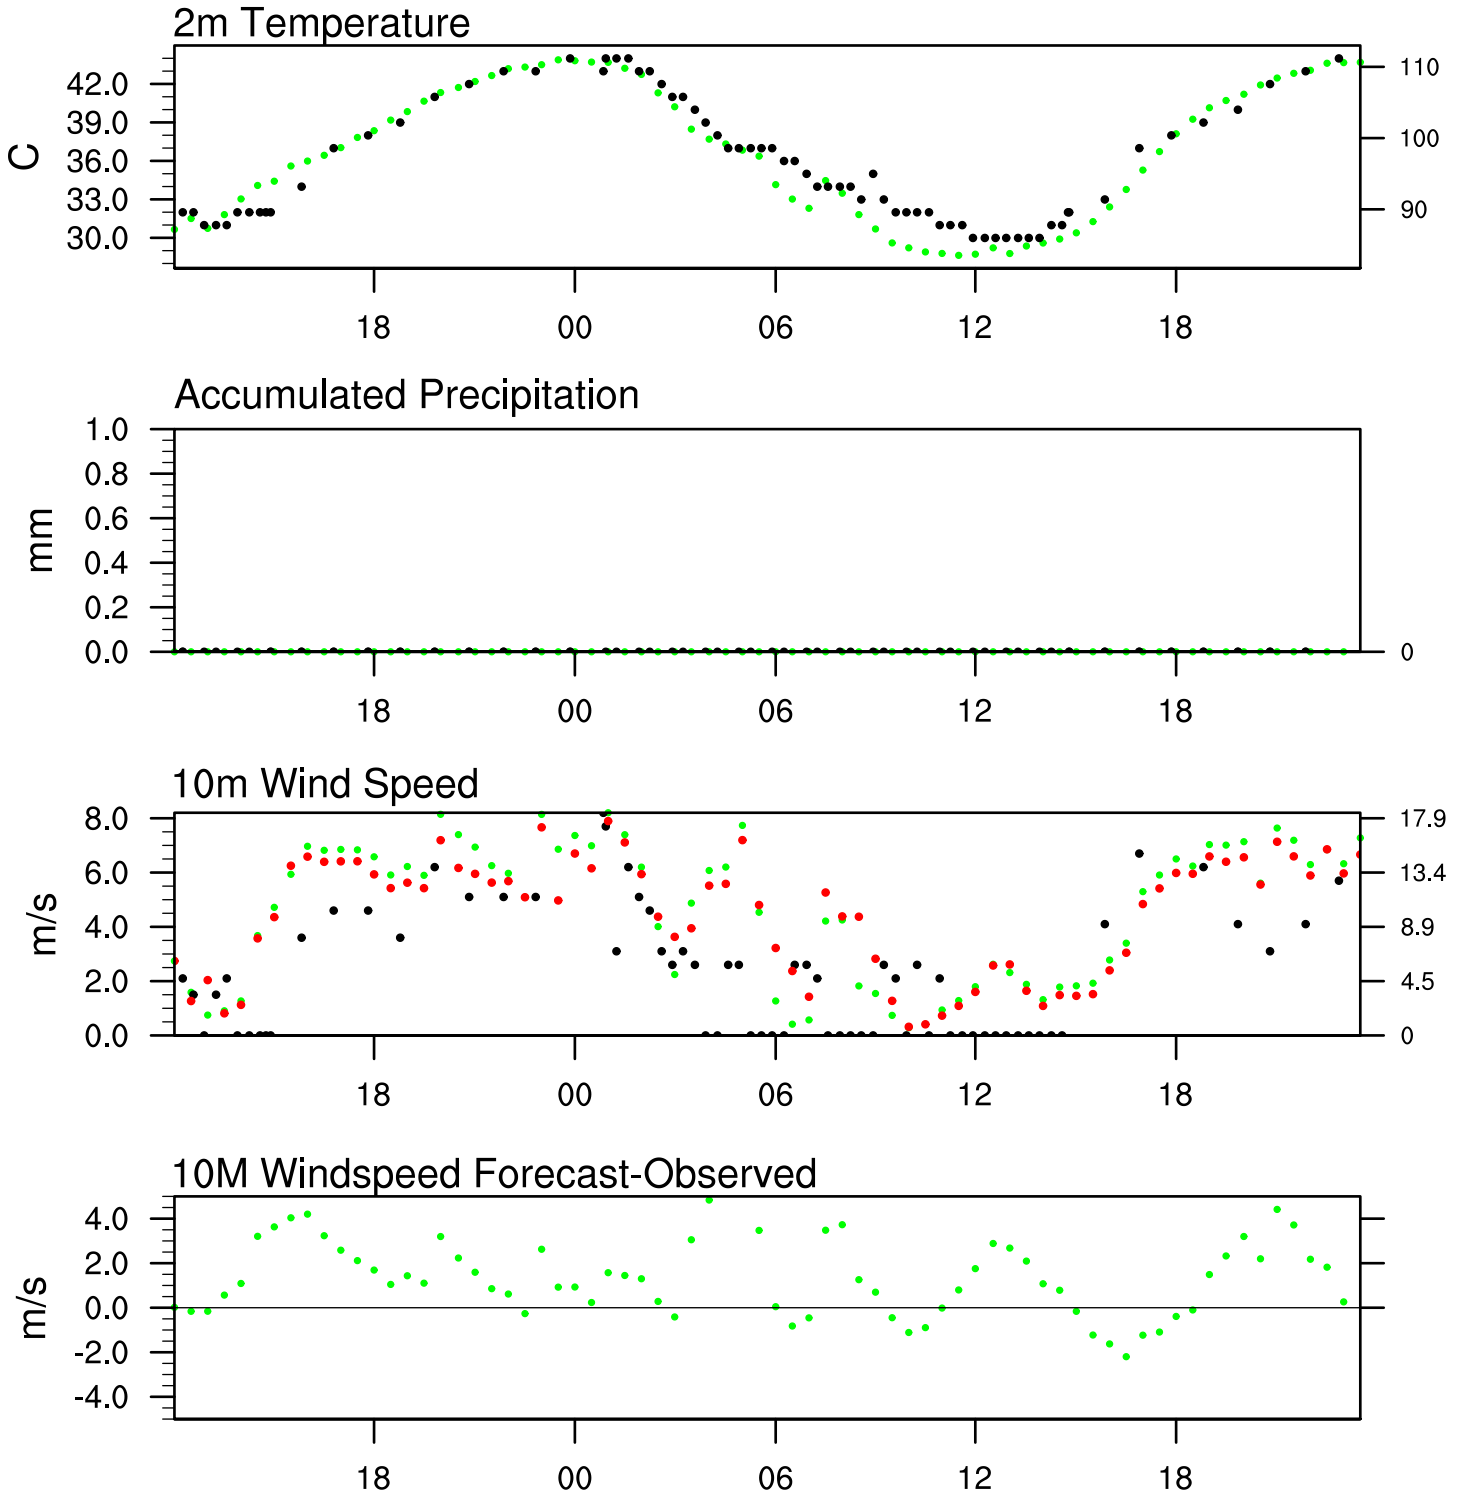 2m Temperature
C
42.0
39.0
36.0
33.0
30.0
110
100
90
18 00 06 12 18
Accumulated Precipitation
mm
1.0
0.8
0.6
0.4
0.2
0.0
0
18 00 06 12 18
10m Wind Speed
m/s
8.0
6.0
4.0
2.0
0.0
17.9
13.4
8.9
4.5
0
18 00 06 12 18
10M Windspeed Forecast-Observed
m/s
4.0
2.0
0.0
-2.0
-4.0
18 00 06 12 18